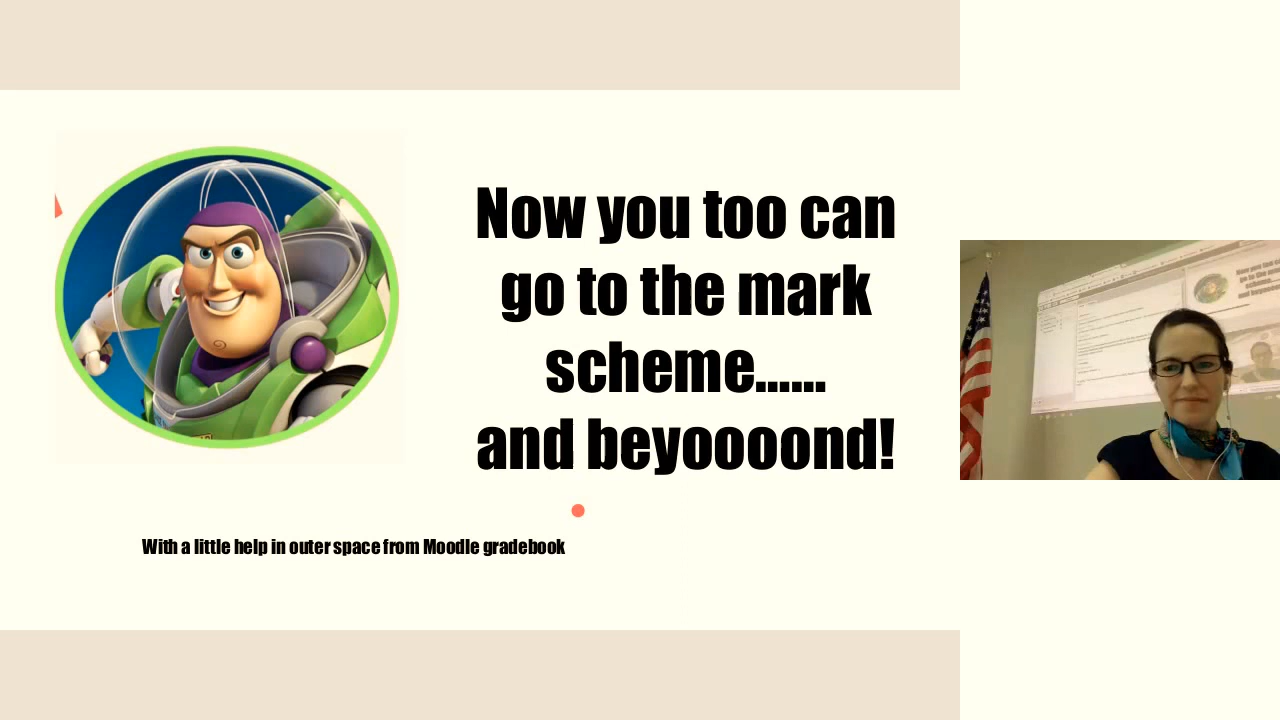 Now you too can
go to the mark
scheme......
and beyoooond!
With a little help in outer space from Moodle gradebook